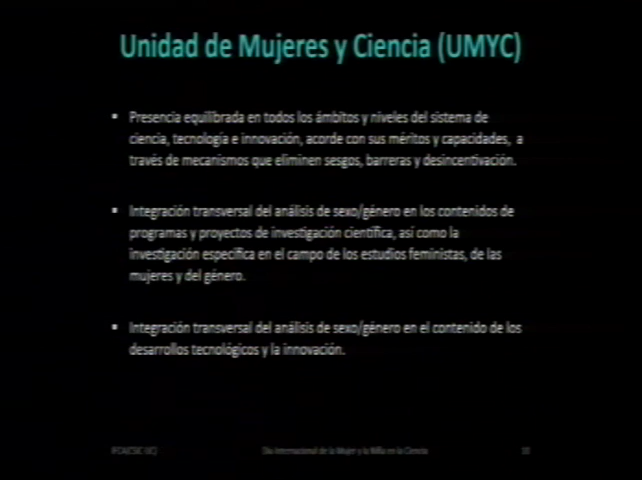 Unidad de Mujeres y Ciencia (UMYC)
▪ Presencia equilibrada en todos los ámbitos y niveles del sistema de
ciencia, tecnología e innovación, acorde con sus méritos y capacidades, a
través de mecanismos que eliminen sesgos, barreras y desincentivación.
▪ Integración transversal del análisis de sexo/género en los contenidos de
programas y proyectos de investigación científica, así como la
investigación específica en el campo de los estudios feministas, de las
mujeres y del género.
▪ Integración transversal del análisis de sexo/género en el contenido de los
desarrollos tecnológicos y la innovación.
Día Internacional de la Mujer y la Niña en la Ciencia